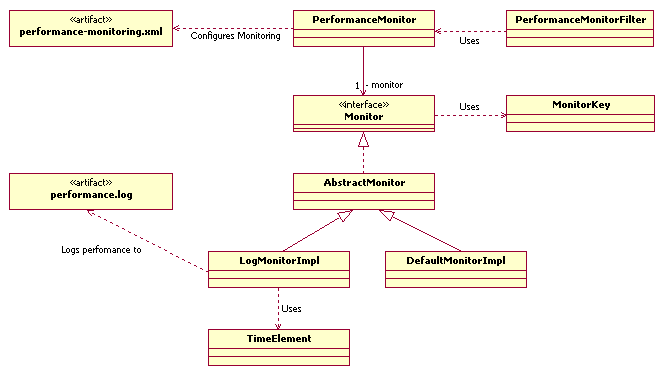 «artifact»
performance-monitoring.xml
Configures Monitoring
PerformanceMonitor
Uses
PerformanceMonitorFilter
1 - monitor
«interface»
Monitor
Uses
MonitorKey
«artifact»
performance.log
AbstractMonitor
Logs perfomance to
LogMonitorImpl
DefaultMonitorImpl
Uses
TimeElement